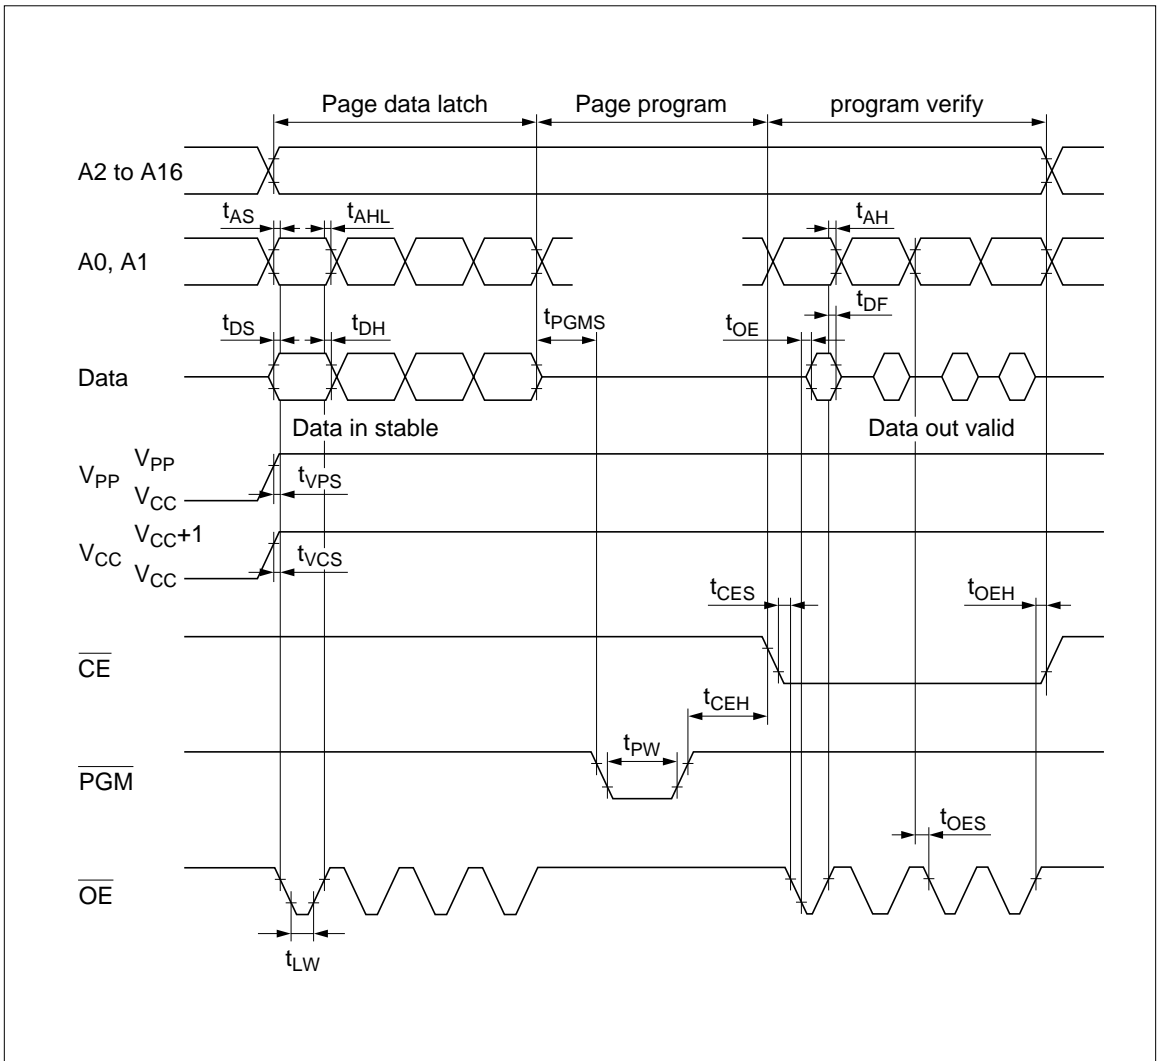 Page data latch Page program program verify
A2 to A16
tAS tAHL tAH
A0, A1
tDS tDH tPGMS tOE tDF
Data
Data in stable Data out valid
VPP VPP
VCC
tVPS
VCC VCC+1
VCC
tVCS
tCES tOEH
CE
tCEH
tPW
PGM
tOES
OE
tLW